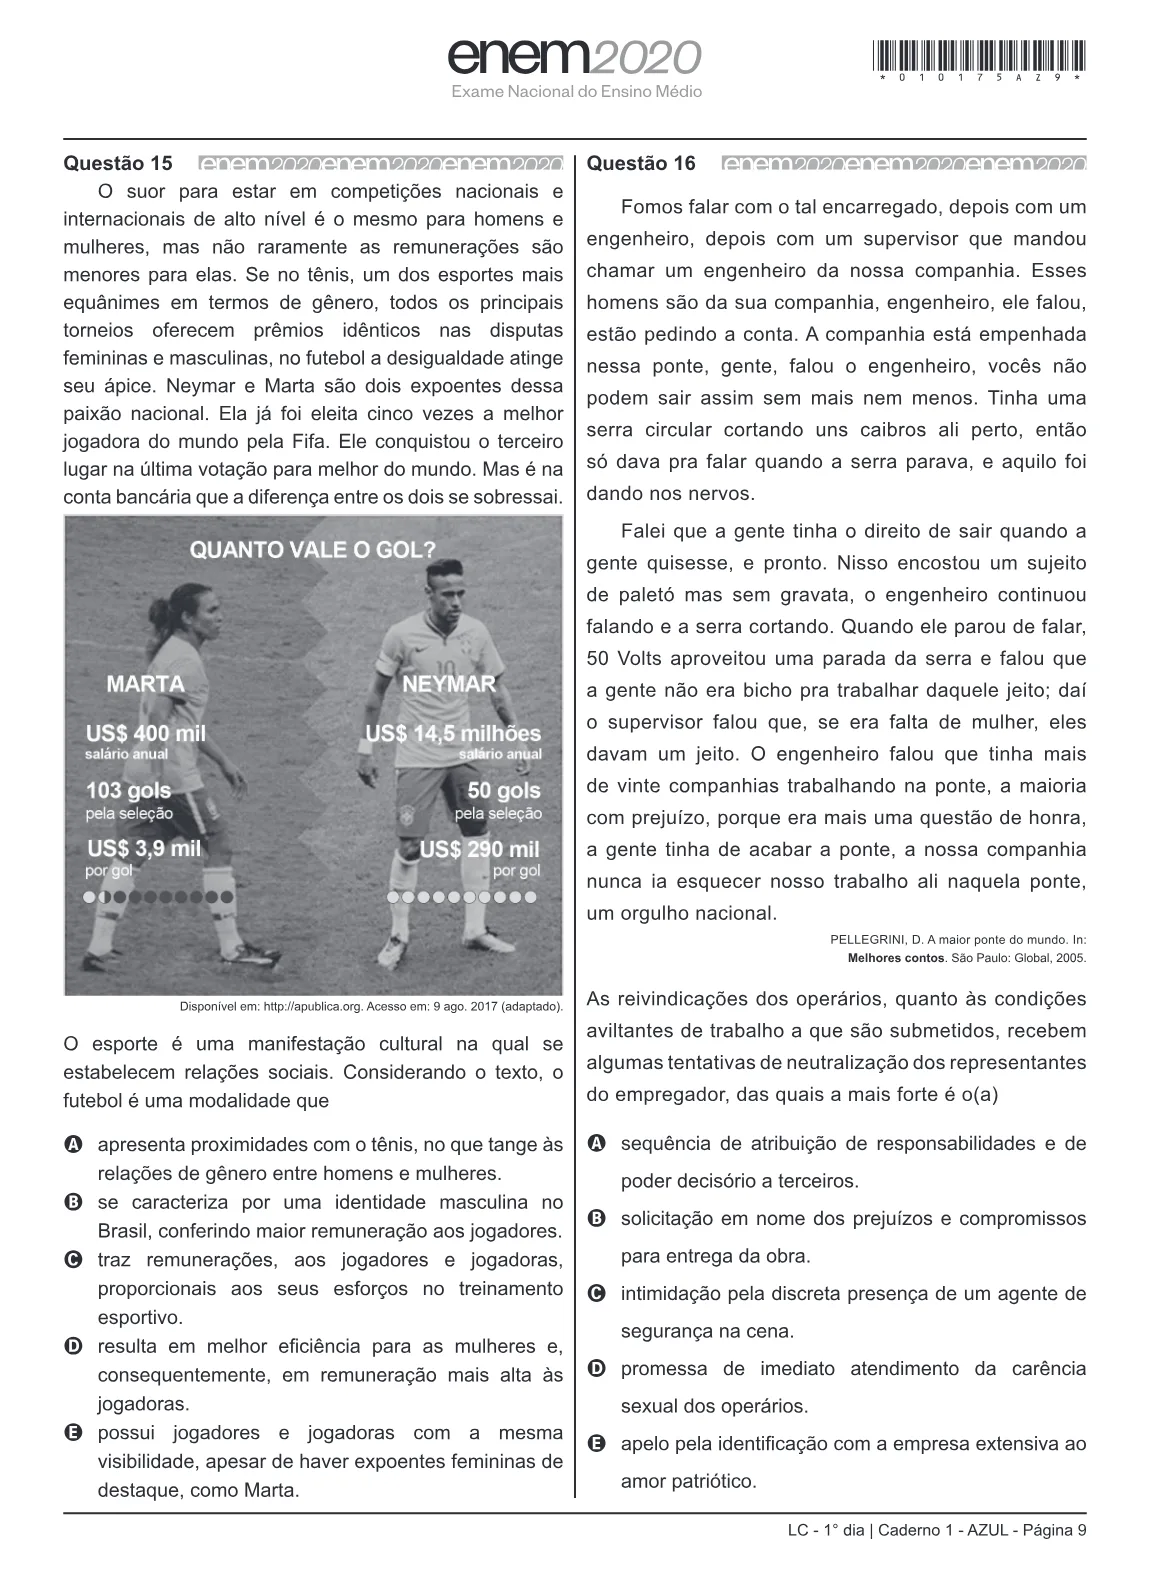 enem2020
Exame Nacional do Ensino Médio
*010175AZ9*
Questão 15 enem2020enem2020enem2020
O suor para estar em competições nacionais e
internacionais de alto nível é o mesmo para homens e
mulheres, mas não raramente as remunerações são
menores para elas. Se no tênis, um dos esportes mais
equânimes em termos de gênero, todos os principais
torneios oferecem prêmios idênticos nas disputas
femininas e masculinas, no futebol a desigualdade atinge
seu ápice. Neymar e Marta são dois expoentes dessa
paixão nacional. Ela já foi eleita cinco vezes a melhor
jogadora do mundo pela Fifa. Ele conquistou o terceiro
lugar na última votação para melhor do mundo. Mas é na
conta bancária que a diferença entre os dois se sobressai.
QUANTO VALE O GOL?
MARTA
US$ 400 mil
salário anual
103 gols
pela seleção
US$ 3,9 mil
por gol
10
NEYMAR
US$ 14,5 milhões
salário anual
50 gols
pela seleção
US$ 290 mil
por gol
Disponível em: http://apublica.org. Acesso em: 9 ago. 2017 (adaptado).
O esporte é uma manifestação cultural na qual se
estabelecem relações sociais. Considerando o texto, o
futebol é uma modalidade que
A apresenta proximidades com o tênis, no que tange às
relações de gênero entre homens e mulheres.
B se caracteriza por uma identidade masculina no
Brasil, conferindo maior remuneração aos jogadores.
C traz remunerações, aos jogadores e jogadoras,
proporcionais aos seus esforços no treinamento
esportivo.
D resulta em melhor eficiência para as mulheres e,
consequentemente, em remuneração mais alta às
jogadoras.
E possui jogadores e jogadoras com a mesma
visibilidade, apesar de haver expoentes femininas de
destaque, como Marta.
Questão 16 enem2020enem2020enem2020
Fomos falar com o tal encarregado, depois com um
engenheiro, depois com um supervisor que mandou
chamar um engenheiro da nossa companhia. Esses
homens são da sua companhia, engenheiro, ele falou,
estão pedindo a conta. A companhia está empenhada
nessa ponte, gente, falou o engenheiro, vocês não
podem sair assim sem mais nem menos. Tinha uma
serra circular cortando uns caibros ali perto, então
só dava pra falar quando a serra parava, e aquilo foi
dando nos nervos.
Falei que a gente tinha o direito de sair quando a
gente quisesse, e pronto. Nisso encostou um sujeito
de paletó mas sem gravata, o engenheiro continuou
falando e a serra cortando. Quando ele parou de falar,
50 Volts aproveitou uma parada da serra e falou que
a gente não era bicho pra trabalhar daquele jeito; daí
o supervisor falou que, se era falta de mulher, eles
davam um jeito. O engenheiro falou que tinha mais
de vinte companhias trabalhando na ponte, a maioria
com prejuízo, porque era mais uma questão de honra,
a gente tinha de acabar a ponte, a nossa companhia
nunca ia esquecer nosso trabalho ali naquela ponte,
um orgulho nacional.
PELLEGRINI, D. A maior ponte do mundo. In:
Melhores contos. São Paulo: Global, 2005.
As reivindicações dos operários, quanto às condições
aviltantes de trabalho a que são submetidos, recebem
algumas tentativas de neutralização dos representantes
do empregador, das quais a mais forte é o(a)
A sequência de atribuição de responsabilidades e de
poder decisório a terceiros.
B solicitação em nome dos prejuízos e compromissos
para entrega da obra.
C intimidação pela discreta presença de um agente de
segurança na cena.
D promessa de imediato atendimento da carência
sexual dos operários.
E apelo pela identificação com a empresa extensiva ao
amor patriótico.
LC - 1° dia | Caderno 1 - AZUL - Página 9